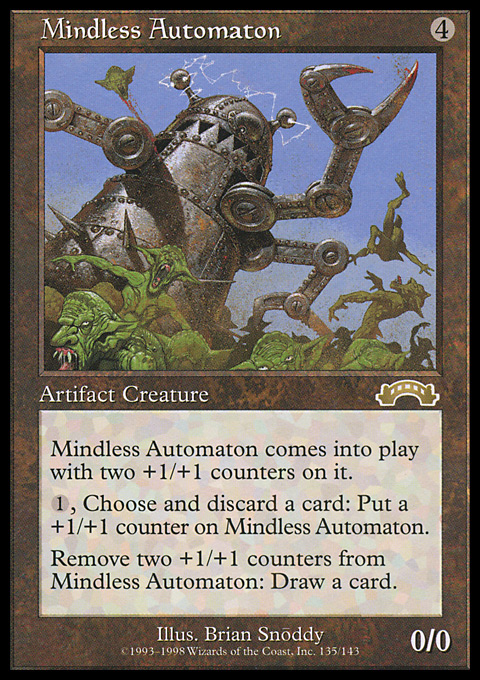 Mindless Automaton 4
Artifact Creature
Mindless Automaton comes into play
with two +1/+1 counters on it.
1, Choose and discard a card: Put a
+1/+1 counter on Mindless Automaton.
Remove two +1/+1 counters from
Mindless Automaton: Draw a card.
Illus. Brian Snōddy
©1993–1998 Wizards of the Coast, Inc. 135/143
0/0